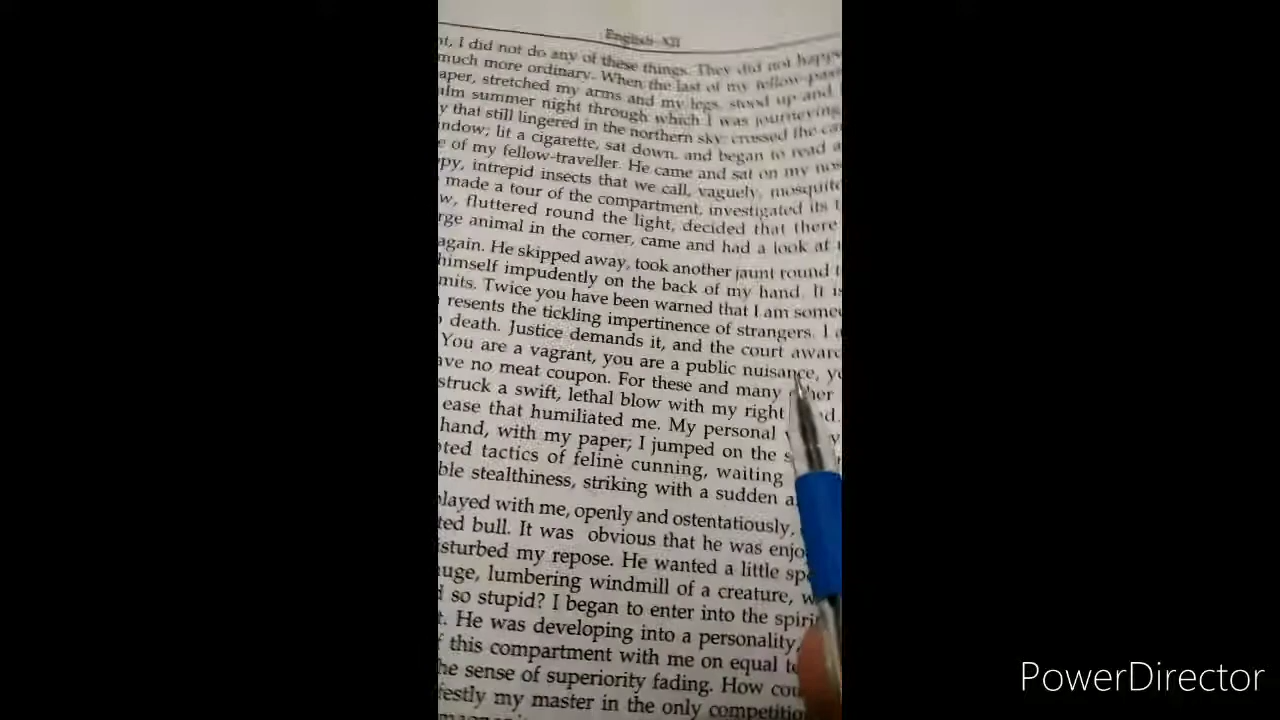 English-XII
nt, I did not do any of these things. They did not happ
much more ordinary. When the last of my fellow-pas
aper, stretched my arms and my legs, stood up and
alm summer night through which I was journeying
y that still lingered in the northern sky; crossed the ca
ndow; lit a cigarette, sat down, and began to read a
e of my fellow-traveller. He came and sat on my nos
py, intrepid insects that we call, vaguely, mosquito
made a tour of the compartment, investigated its t
w, fluttered round the light, decided that there
rge animal in the corner, came and had a look at
again. He skipped away, took another jaunt round t
himself impudently on the back of my hand. It is
mits. Twice you have been warned that I am some
resents the tickling impertinence of strangers. I a
o death. Justice demands it, and the court award
You are a vagrant, you are a public nuisance, y
ave no meat coupon. For these and many other
struck a swift, lethal blow with my right
ease that humiliated me. My personal
hand, with my paper; I jumped on the s
pted tactics of feline cunning, waiting
ble stealthiness, striking with a sudden a
played with me, openly and ostentatiously,
ted bull. It was obvious that he was enjo
isturbed my repose. He wanted a little sp
uge, lumbering windmill of a creature, w
d so stupid? I began to enter into the spiri
t. He was developing into a personality,
f this compartment with me on equal te
he sense of superiority fading. How cou
festly my master in the only competitio
PowerDirector